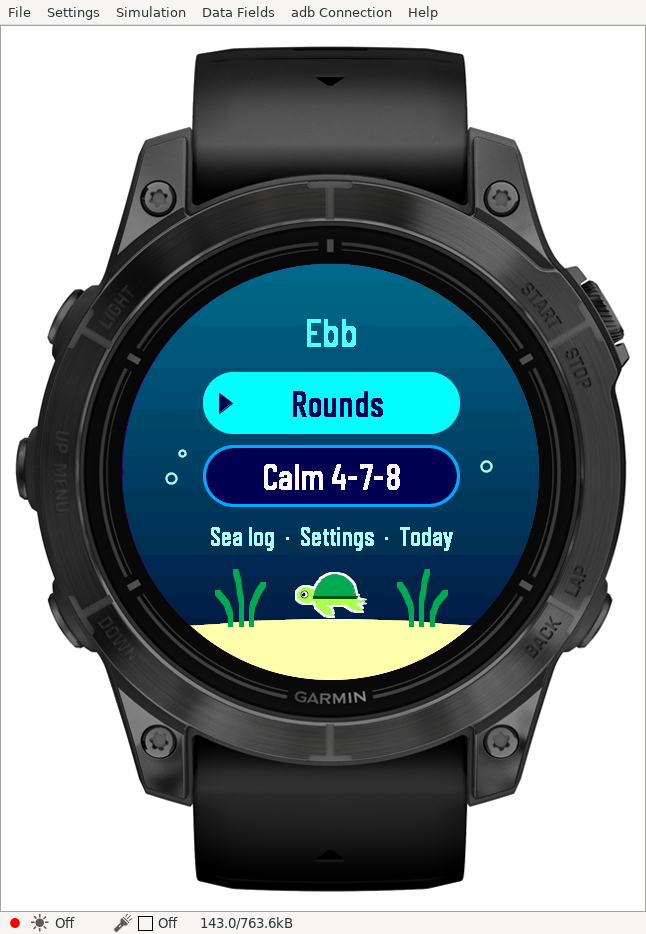 File Settings Simulation Data Fields adb Connection Help
LIGHT
START
STOP
Ebb
Rounds
UP MENU
Calm 4-7-8
Sea log · Settings · Today
LAP
DOWN
BACK
GARMIN
Off Off 143.0/763.6kB